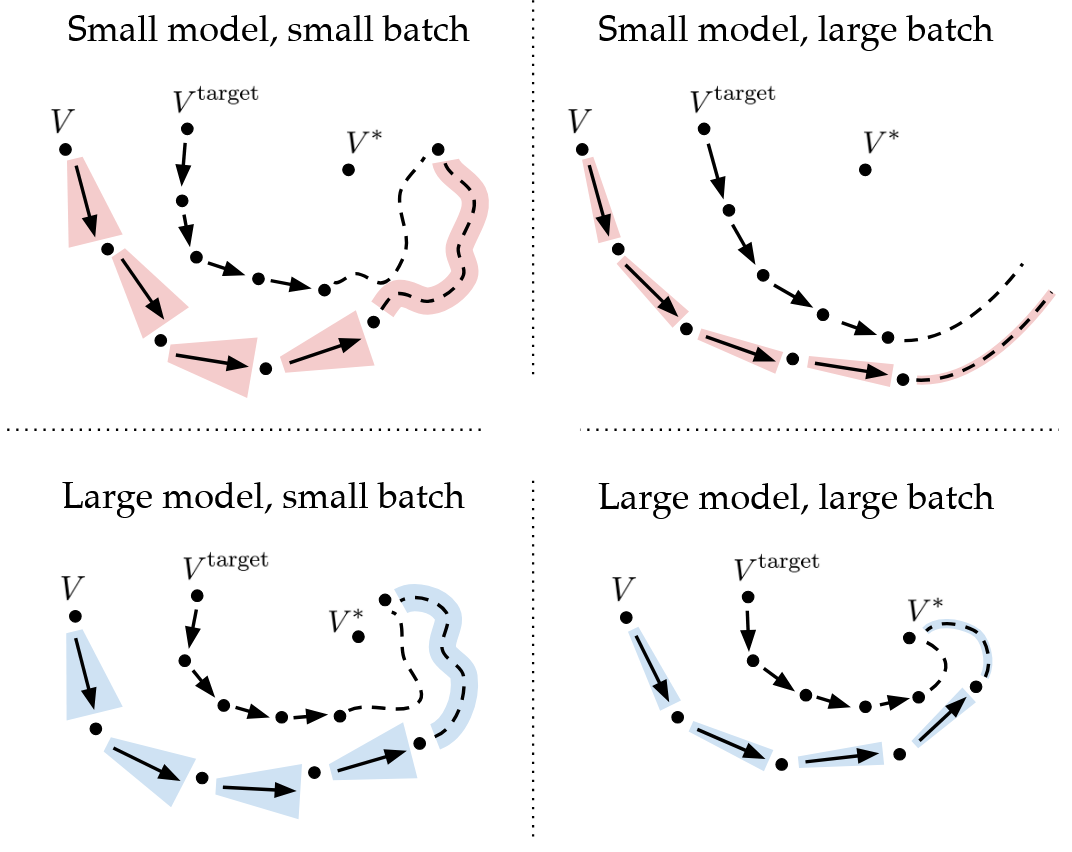 Small model, small batch
V
V^target
V^*
Small model, large batch
V
V^target
V^*
Large model, small batch
V
V^target
V^*
Large model, large batch
V
V^target
V^*